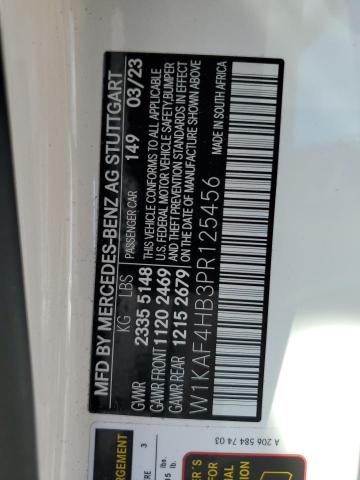 MFD BY MERCEDES-BENZ AG STUTTGART
KG - LBS PASSENGER CAR 149 03/23
GVWR 2335 5148
GAWR FRONT 1120 2469
GAWR REAR 1215 2679
THIS VEHICLE CONFORMS TO ALL APPLICABLE
U.S. FEDERAL MOTOR VEHICLE SAFETY, BUMPER
AND THEFT PREVENTION STANDARDS IN EFFECT
ON THE DATE OF MANUFACTURE SHOWN ABOVE
W1KAF4HB3PR125456 MADE IN SOUTH AFRICA
A 206 584 74 03
ARGEMENT
3
lb.